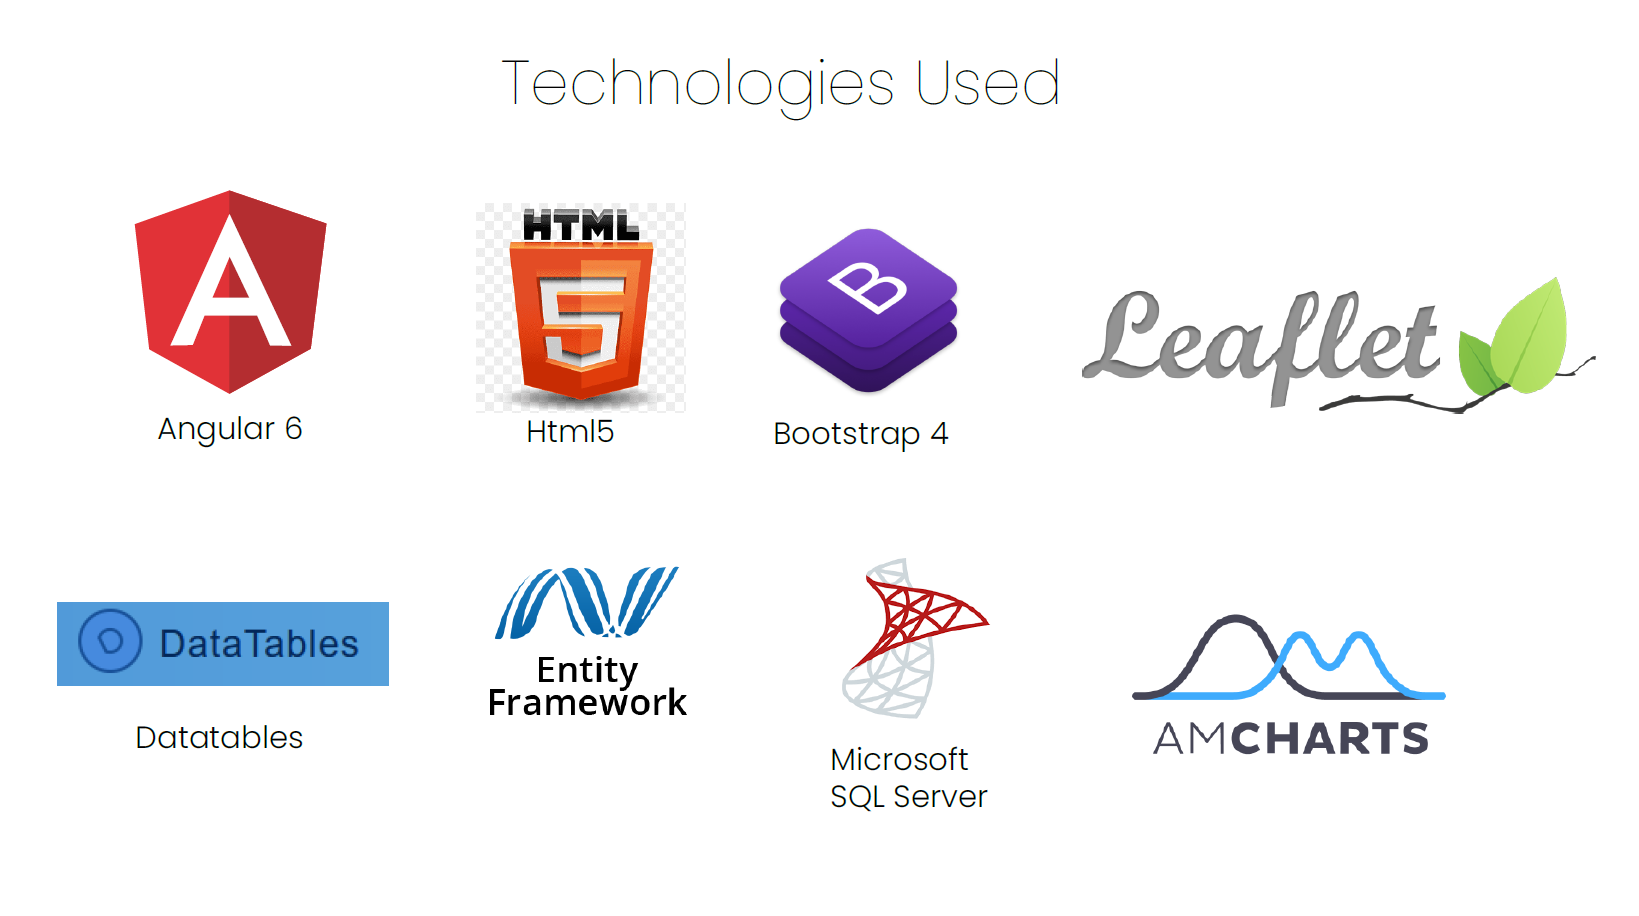 Technologies Used
HTML
5
A
B
Leaflet
Angular 6
Html5
Bootstrap 4
DataTables
Entity
Framework
Datatables
Microsoft
SQL Server
AMCHARTS